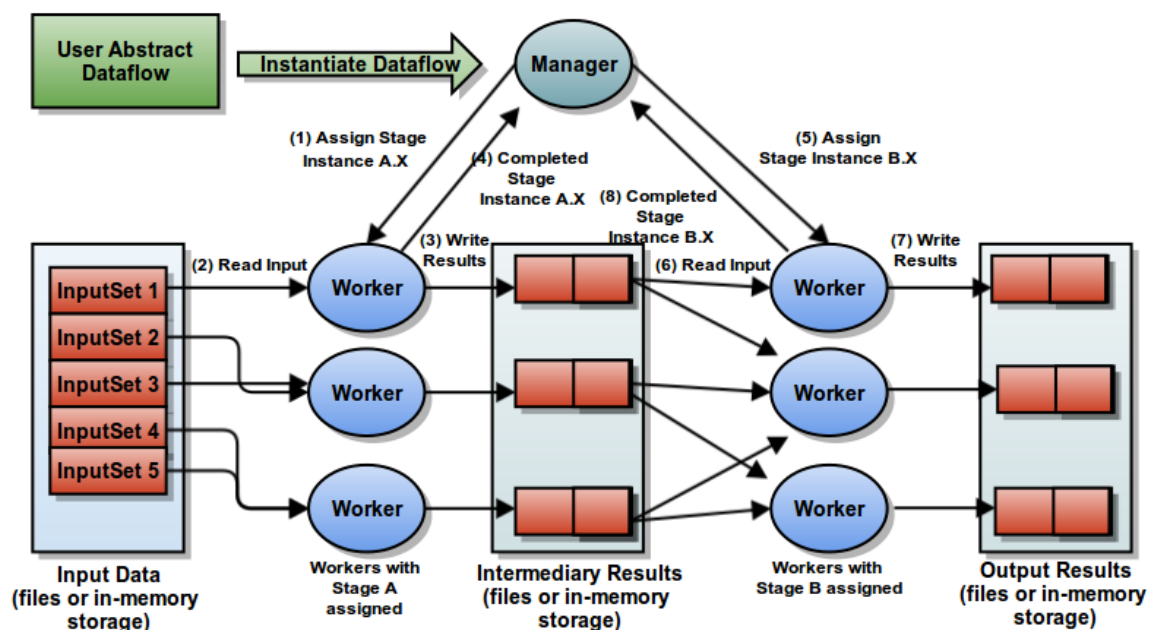 User Abstract
Dataflow
Instantiate Dataflow
Manager
(1) Assign Stage
Instance A.X
(4) Completed
Stage
Instance A.X)
(5) Assign
Stage Instance B.X
(8) Completed
Stage
Instance B.X
(2) Read Input
(3) Write
Results
(6) Read Input
(7) Write
Results
InputSet 1
InputSet 2
InputSet 3
InputSet 4
InputSet 5
Worker
Worker
Worker
Worker
Worker
Worker
Input Data
(files or in-memory
storage)
Workers with
Stage A
assigned
Intermediary Results
(files or in-memory
storage)
Workers with
Stage B assigned
Output Results
(files or in-memory
storage)